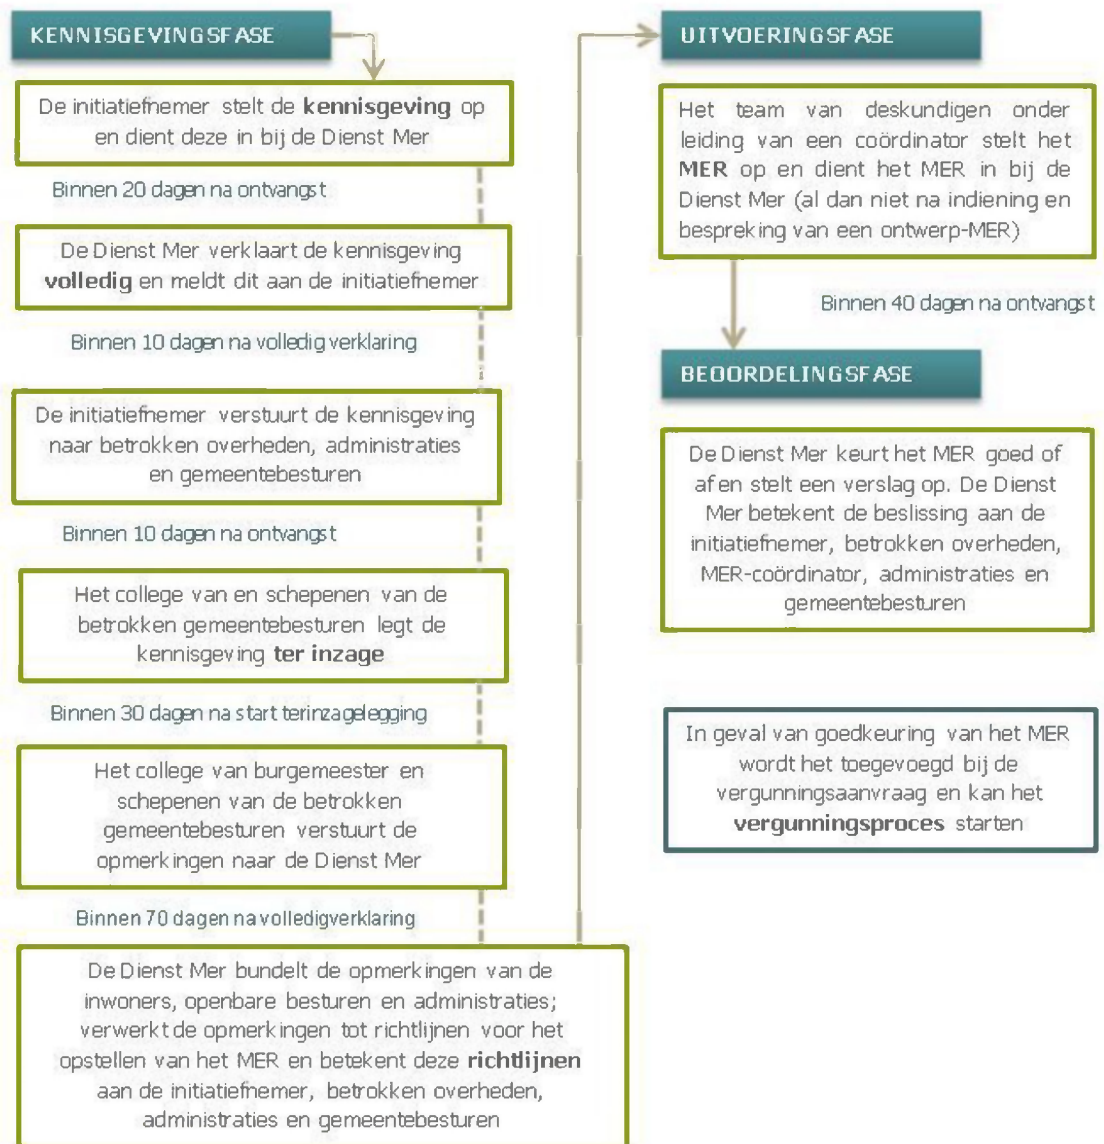 KENNISGEVINGSFASE
De initiatiefnemer stelt de kennisgeving op
en dient deze in bij de Dienst Mer
Binnen 20 dagen na ontvangst
De Dienst Mer verklaart de kennisgeving
volledig en meldt dit aan de initiatiefnemer
Binnen 10 dagen na volledig verklaring
De initiatiefnemer verstuurt de kennisgeving
naar betrokken overheden, administraties
en gemeentebesturen
Binnen 10 dagen na ontvangst
Het college van en schepenen van de
betrokken gemeentebesturen legt de
kennisgeving ter inzage
Binnen 30 dagen na start terinzagelegging
Het college van burgemeester en
schepenen van de betrokken
gemeentebesturen verstuurt de
opmerkingen naar de Dienst Mer
Binnen 70 dagen na volledigverklaring
De Dienst Mer bundelt de opmerkingen van de
inwoners, openbare besturen en administraties;
verwerkt de opmerkingen tot richtlijnen voor het
opstellen van het MER en betekent deze richtlijnen
aan de initiatiefnemer, betrokken overheden,
administraties en gemeentebesturen
UITVOERINGSFASE
Het team van deskundigen onder
leiding van een coördinator stelt het
MER op en dient het MER in bij de
Dienst Mer (al dan niet na indiening en
bespreking van een ontwerp-MER)
Binnen 40 dagen na ontvangst
BEOORDELINGSFASE
De Dienst Mer keurt het MER goed of
af en stelt een verslag op. De Dienst
Mer betekent de beslissing aan de
initiatiefnemer, betrokken overheden,
MER-coördinator, administraties en
gemeentebesturen
In geval van goedkeuring van het MER
wordt het toegevoegd bij de
vergunningsaanvraag en kan het
vergunningsproces starten